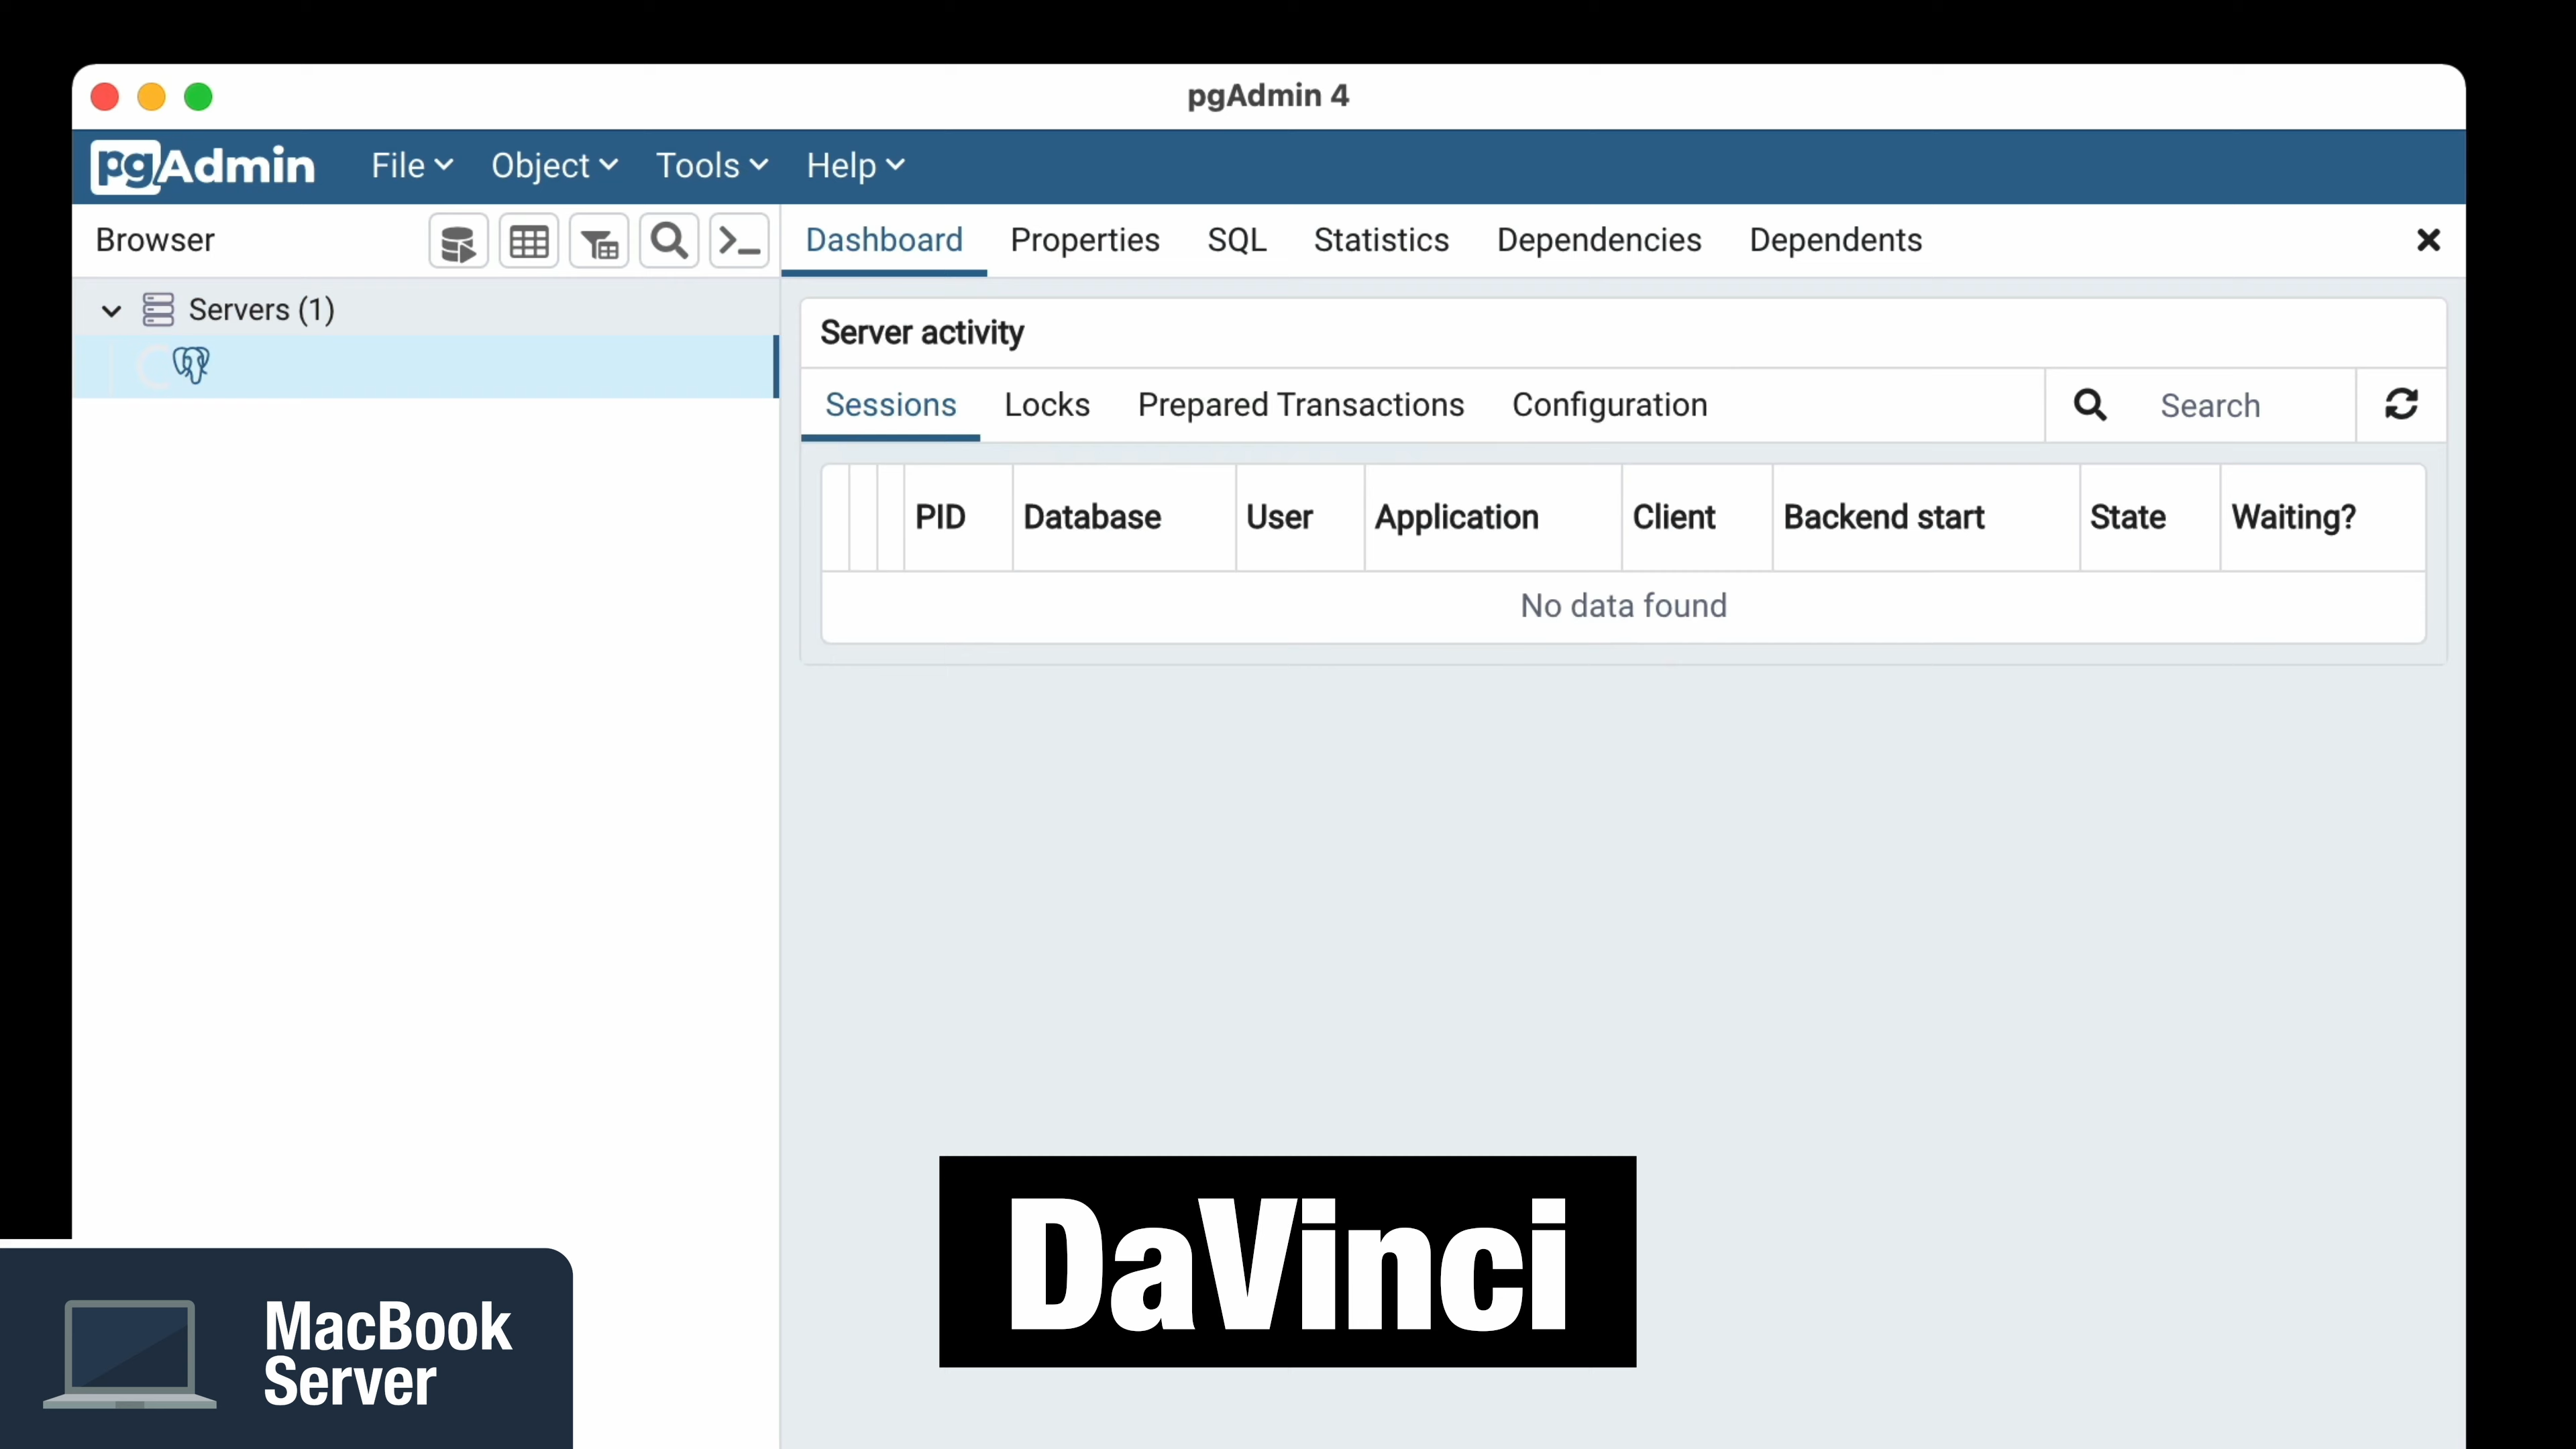 pgAdmin 4
pgAdmin File Object Tools Help
Browser
Dashboard Properties SQL Statistics Dependencies Dependents
Servers (1)
Server activity
Sessions Locks Prepared Transactions Configuration Search
PID Database User Application Client Backend start State Waiting?
No data found
DaVinci
MacBook
Server